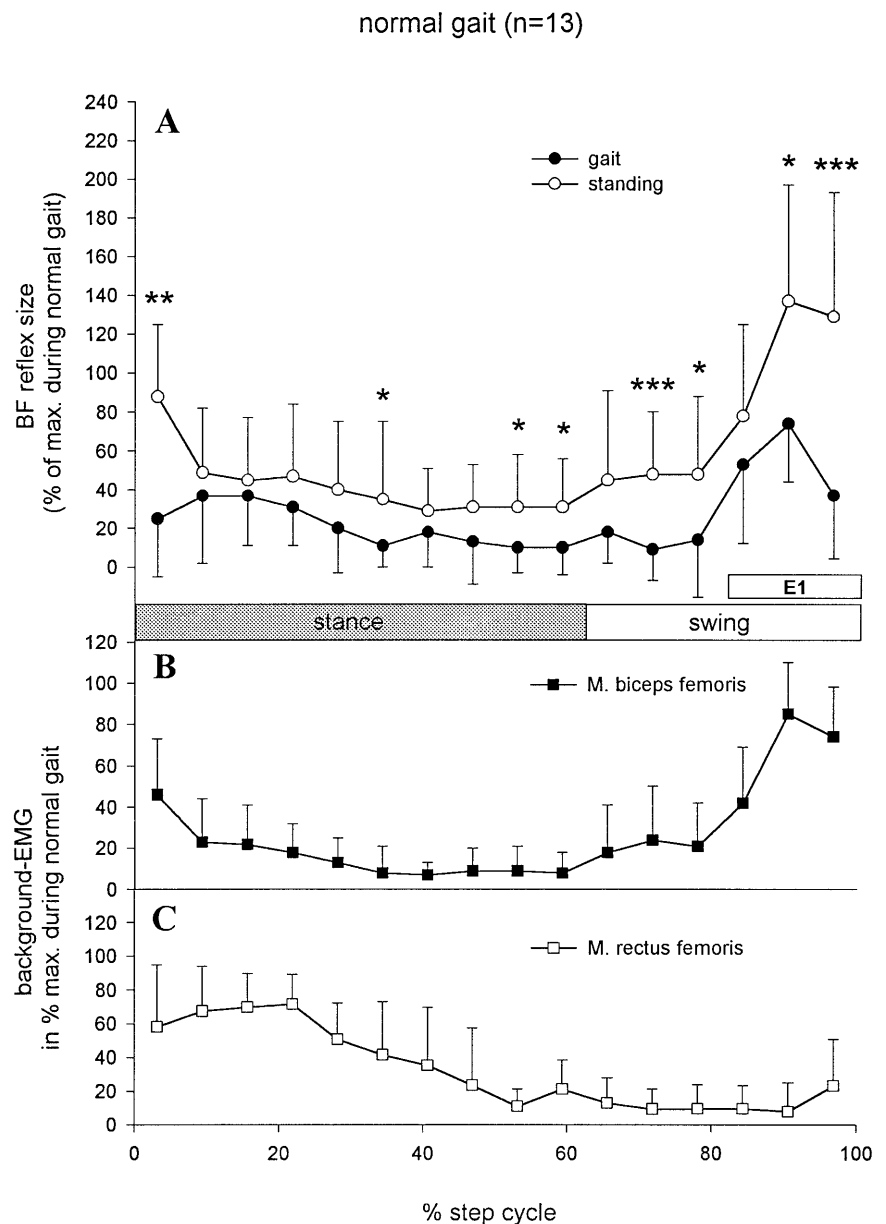 normal gait (n=13)
A
gait
standing
BF reflex size
(% of max. during normal gait)
240
220
200
180
160
140
120
100
80
60
40
20
0
**
*
*
*
***
*
*
***
E1
stance
swing
B
M. biceps femoris
120
100
80
60
40
20
0
background-EMG
in % max. during normal gait
C
M. rectus femoris
120
100
80
60
40
20
0
0
20
40
60
80
100
% step cycle